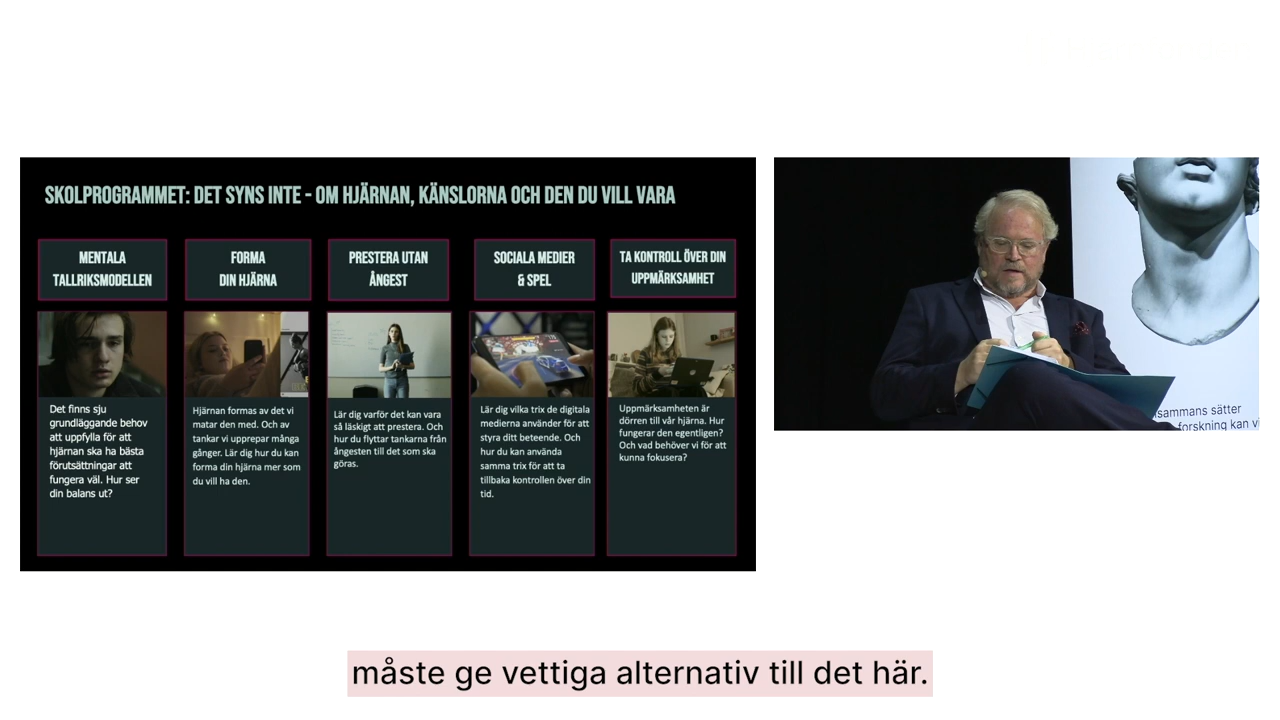 SKOLPROGRAMMET: DET SYNS INTE - OM HJÄRNAN, KÄNSLORNA OCH DEN DU VILL VARA
MENTALA
TALLRIKSMODELLEN
Det finns sju
grundläggande behov
att uppfylla för att
hjärnan ska ha bästa
förutsättningar att
fungera väl. Hur ser
din balans ut?
FORMA
DIN HJÄRNA
Hjärnan formas av det vi
matar den med. Och av
tankar vi upprepar många
gånger. Lär dig hur du kan
forma din hjärna mer som
du vill ha den.
PRESTERA UTAN
ÅNGEST
Lär dig varför det kan vara
så läskigt att prestera. Och
hur du flyttar tankarna från
ångesten till det som ska
göras.
SOCIALA MEDIER
& SPEL
Lär dig vilka trix de digitala
medierna använder för att
styra ditt beteende. Och
hur du kan använda
samma trix för att ta
tillbaka kontrollen över din
tid.
TA KONTROLL ÖVER DIN
UPPMÄRKSAMHET
Uppmärksamheten är
dörren till vår hjärna. Hur
fungerar den egentligen?
Och vad behöver vi för att
kunna fokusera?
sammans sätter
forskning kan vi
måste ge vettiga alternativ till det här.